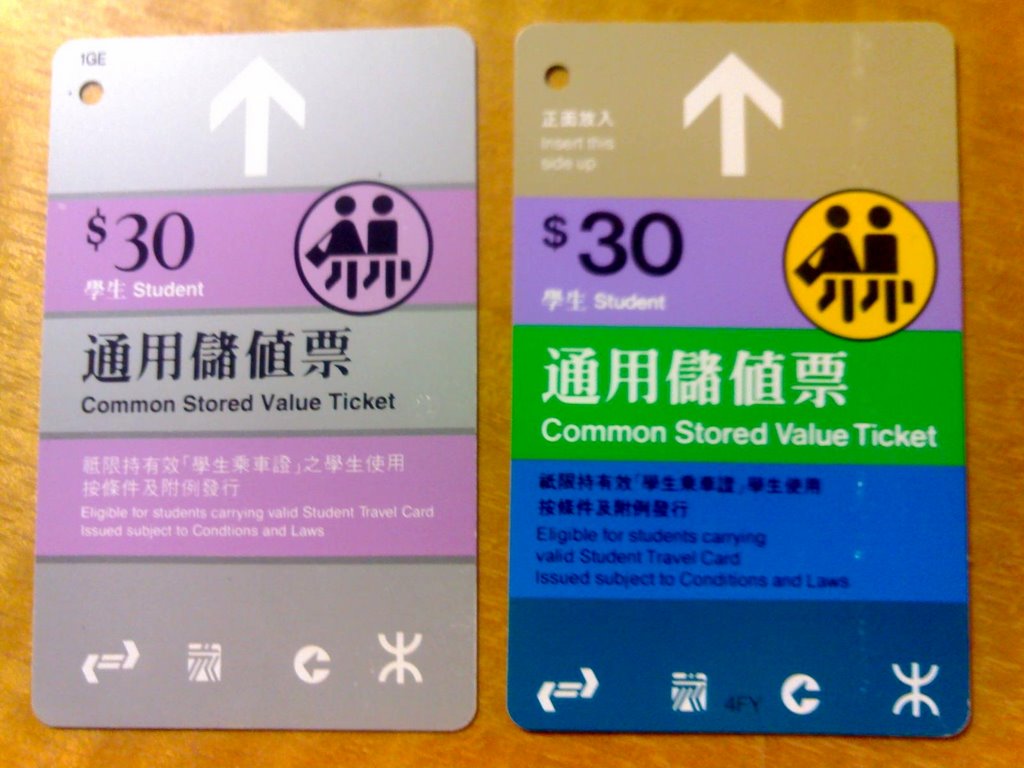 1GE
$30
學生 Student
通用儲值票
Common Stored Value Ticket
祇限持有效「學生乘車證」之學生使用
按條件及附例發行
Eligible for students carrying valid Student Travel Card
Issued subject to Condtions and Laws
正面放入
Insert this
side up
$30
學生 Student
通用儲值票
Common Stored Value Ticket
祇限持有效「學生乘車證」學生使用
按條件及附例發行
Eligible for students carrying
valid Student Travel Card
Issued subject to Conditions and Laws
4FY